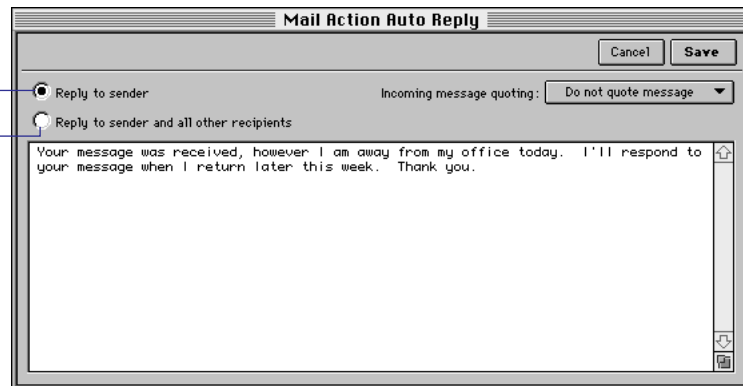 Mail Action Auto Reply
Cancel Save
Reply to sender Incoming message quoting: Do not quote message
Reply to sender and all other recipients
Your message was received, however I am away from my office today.  I'll respond to
your message when I return later this week.  Thank you.